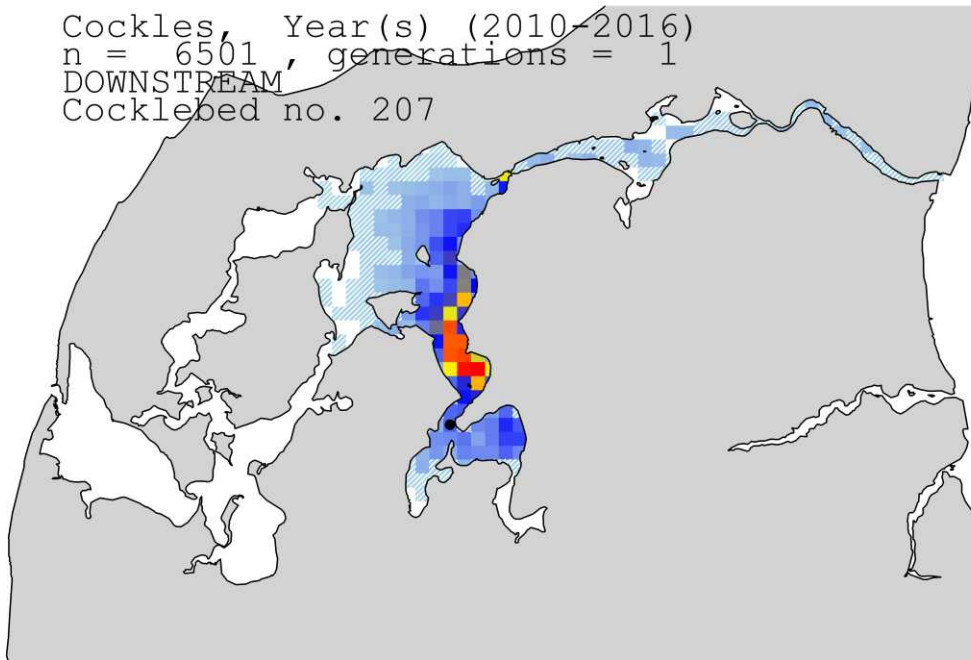 Cockles, Year(s) (2010-2016)
n = 6501 , generations = 1
DOWNSTREAM
Cocklebed no. 207